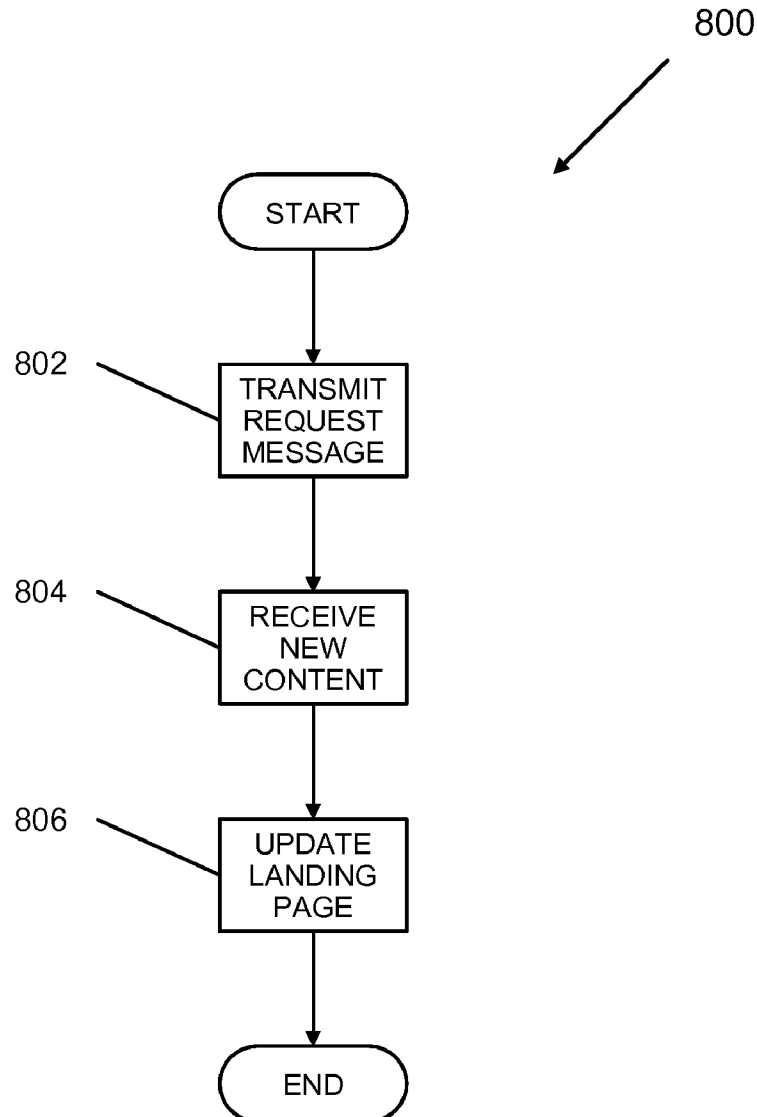 800
START
802
TRANSMIT
REQUEST
MESSAGE
804
RECEIVE
NEW
CONTENT
806
UPDATE
LANDING
PAGE
END